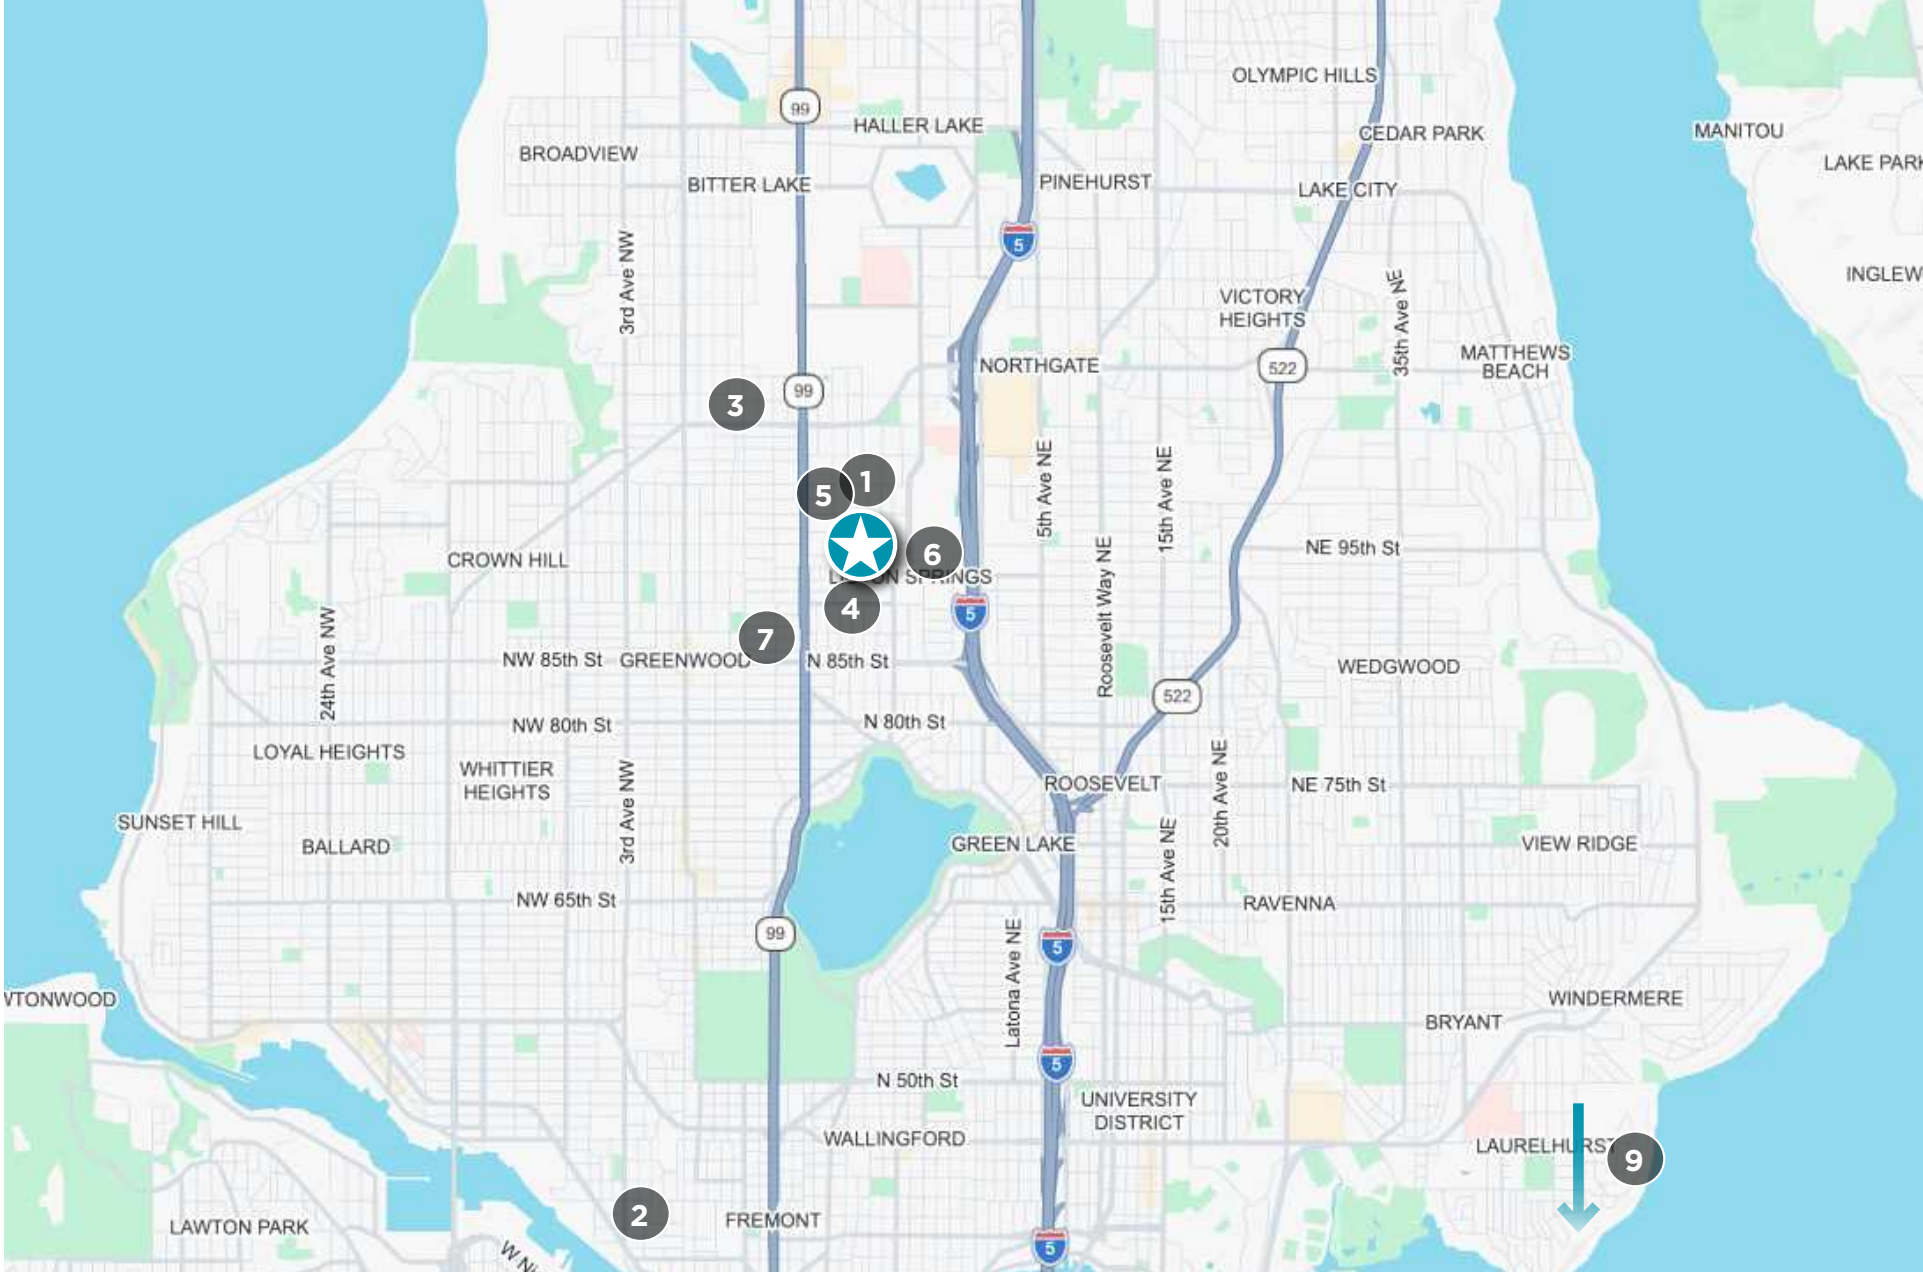 OLYMPIC HILLS
99
HALLER LAKE
CEDAR PARK
MANITOU
BROADVIEW
LAKE PARK
BITTER LAKE
PINEHURST
LAKE CITY
5
3rd Ave NW
INGLEW
VICTORY
HEIGHTS
35th Ave NE
NORTHGATE
522
MATTHEWS
BEACH
99
3
5th Ave NE
15th Ave NE
1
5
CROWN HILL
6
NE 95th St
ON SPRINGS
4
5
Roosevelt Way NE
24th Ave NW
7
NW 85th St
GREENWOOD
N 85th St
WEDGWOOD
522
NW 80th St
N 80th St
LOYAL HEIGHTS
WHITTIER
HEIGHTS
3rd Ave NW
ROOSEVELT
20th Ave NE
NE 75th St
SUNSET HILL
BALLARD
GREEN LAKE
15th Ave NE
VIEW RIDGE
NW 65th St
RAVENNA
99
5
Latona Ave NE
WTONWOOD
WINDERMERE
BRYANT
5
N 50th St
UNIVERSITY
DISTRICT
WALLINGFORD
LAURELHURST
9
2
LAWTON PARK
FREMONT
5
W Ni